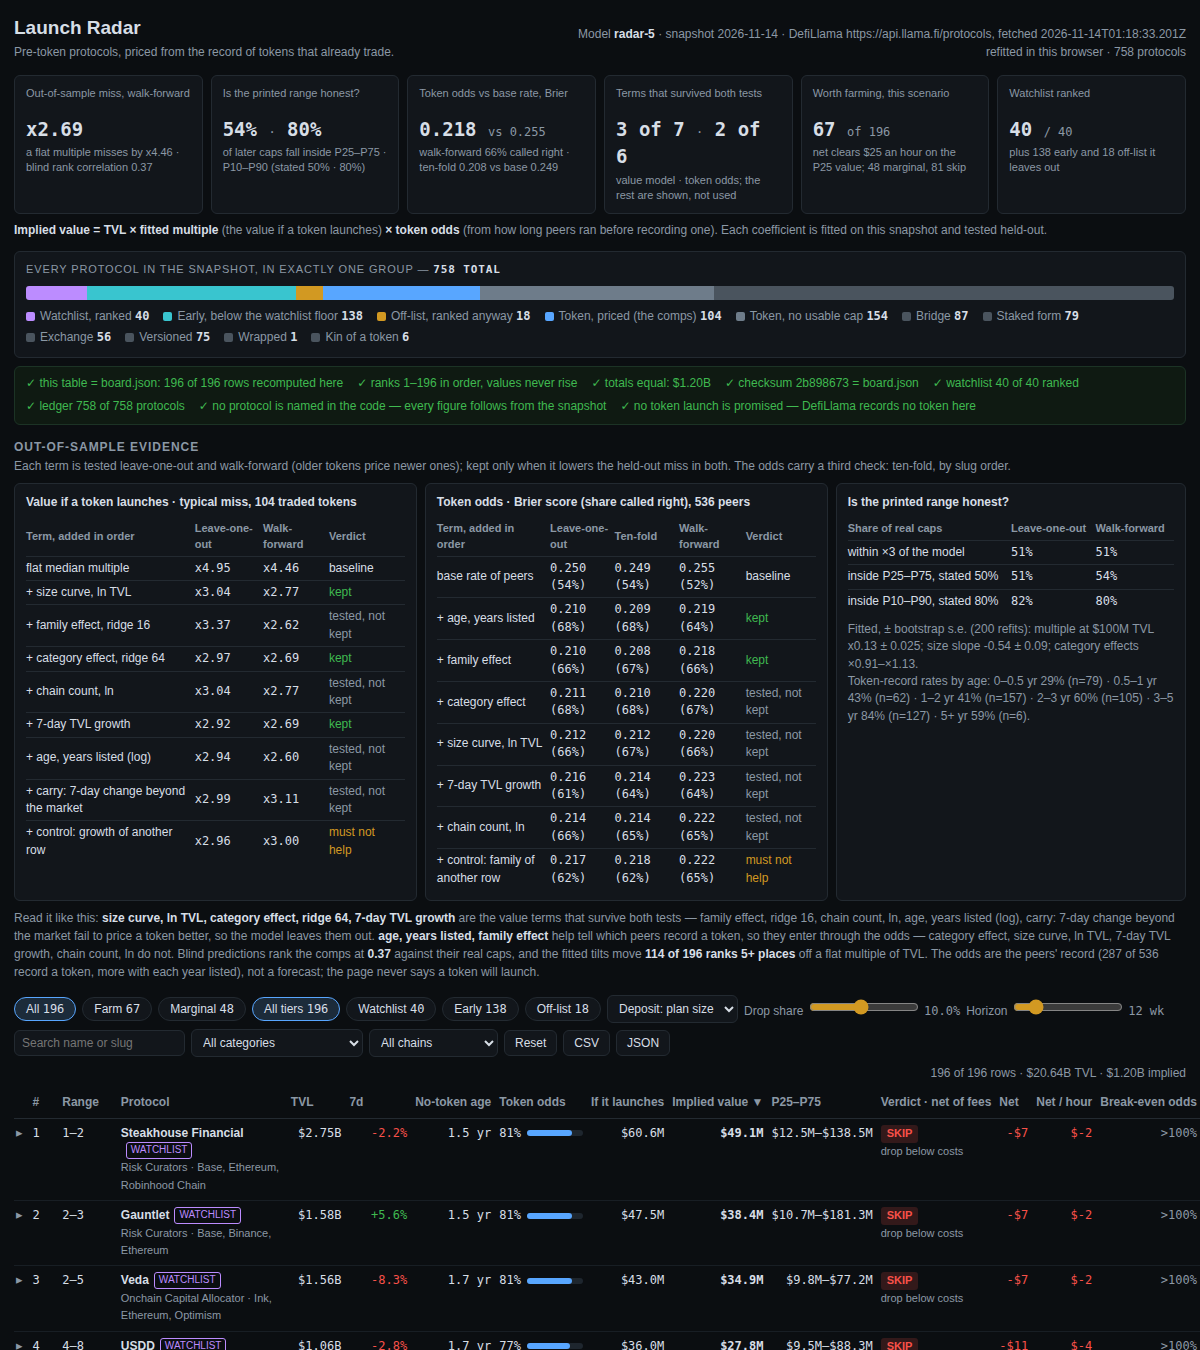 Launch Radar
Pre-token protocols, priced from the record of tokens that already trade.
Model radar-5 · snapshot 2026-11-14 · DefiLlama https://api.llama.fi/protocols, fetched 2026-11-14T01:18:33.201Z
refitted in this browser · 758 protocols
Out-of-sample miss, walk-forward
x2.69
a flat multiple misses by x4.46 ·
blind rank correlation 0.37
Is the printed range honest?
54% · 80%
of later caps fall inside P25–P75 ·
P10–P90 (stated 50% · 80%)
Token odds vs base rate, Brier
0.218 vs 0.255
walk-forward 66% called right ·
ten-fold 0.208 vs base 0.249
Terms that survived both tests
3 of 7 · 2 of
6
value model · token odds; the
rest are shown, not used
Worth farming, this scenario
67 of 196
net clears $25 an hour on the
P25 value; 48 marginal, 81 skip
Watchlist ranked
40 / 40
plus 138 early and 18 off-list it
leaves out
Implied value = TVL × fitted multiple (the value if a token launches) × token odds (from how long peers ran before recording one). Each coefficient is fitted on this snapshot and tested held-out.
EVERY PROTOCOL IN THE SNAPSHOT, IN EXACTLY ONE GROUP — 758 TOTAL
Watchlist, ranked 40 Early, below the watchlist floor 138 Off-list, ranked anyway 18 Token, priced (the comps) 104 Token, no usable cap 154 Bridge 87 Staked form 79
Exchange 56 Versioned 75 Wrapped 1 Kin of a token 6
✓ this table = board.json: 196 of 196 rows recomputed here ✓ ranks 1–196 in order, values never rise ✓ totals equal: $1.20B ✓ checksum 2b898673 = board.json ✓ watchlist 40 of 40 ranked
✓ ledger 758 of 758 protocols ✓ no protocol is named in the code — every figure follows from the snapshot ✓ no token launch is promised — DefiLlama records no token here
OUT-OF-SAMPLE EVIDENCE
Each term is tested leave-one-out and walk-forward (older tokens price newer ones); kept only when it lowers the held-out miss in both. The odds carry a third check: ten-fold, by slug order.
Value if a token launches · typical miss, 104 traded tokens
Term, added in order Leave-one-out Walk-forward Verdict
flat median multiple x4.95 x4.46 baseline
+ size curve, ln TVL x3.04 x2.77 kept
+ family effect, ridge 16 x3.37 x2.62 tested, not kept
+ category effect, ridge 64 x2.97 x2.69 kept
+ chain count, ln x3.04 x2.77 tested, not kept
+ 7-day TVL growth x2.92 x2.69 kept
+ age, years listed (log) x2.94 x2.60 tested, not kept
+ carry: 7-day change beyond the market x2.99 x3.11 tested, not kept
+ control: growth of another row x2.96 x3.00 must not help
Token odds · Brier score (share called right), 536 peers
Term, added in order Leave-one-out Ten-fold Walk-forward Verdict
base rate of peers 0.250 (54%) 0.249 (54%) 0.255 (52%) baseline
+ age, years listed 0.210 (68%) 0.209 (68%) 0.219 (64%) kept
+ family effect 0.210 (66%) 0.208 (67%) 0.218 (66%) kept
+ category effect 0.211 (68%) 0.210 (68%) 0.220 (67%) tested, not kept
+ size curve, ln TVL 0.212 (66%) 0.212 (67%) 0.220 (66%) tested, not kept
+ 7-day TVL growth 0.216 (61%) 0.214 (64%) 0.223 (64%) tested, not kept
+ chain count, ln 0.214 (66%) 0.214 (65%) 0.222 (65%) tested, not kept
+ control: family of another row 0.217 (62%) 0.218 (62%) 0.222 (65%) must not help
Is the printed range honest?
Share of real caps Leave-one-out Walk-forward
within ×3 of the model 51% 51%
inside P25–P75, stated 50% 51% 54%
inside P10–P90, stated 80% 82% 80%
Fitted, ± bootstrap s.e. (200 refits): multiple at $100M TVL
x0.13 ± 0.025; size slope -0.54 ± 0.09; category effects
×0.91–×1.13.
Token-record rates by age: 0–0.5 yr 29% (n=79) · 0.5–1 yr
43% (n=62) · 1–2 yr 41% (n=157) · 2–3 yr 60% (n=105) · 3–5
yr 84% (n=127) · 5+ yr 59% (n=6).
Read it like this: size curve, ln TVL, category effect, ridge 64, 7-day TVL growth are the value terms that survive both tests — family effect, ridge 16, chain count, ln, age, years listed (log), carry: 7-day change beyond
the market fail to price a token better, so the model leaves them out. age, years listed, family effect help tell which peers record a token, so they enter through the odds — category effect, size curve, ln TVL, 7-day TVL
growth, chain count, ln do not. Blind predictions rank the comps at 0.37 against their real caps, and the fitted tilts move 114 of 196 ranks 5+ places off a flat multiple of TVL. The odds are the peers' record (287 of 536
record a token, more with each year listed), not a forecast; the page never says a token will launch.
All 196 Farm 67 Marginal 48 All tiers 196 Watchlist 40 Early 138 Off-list 18 Deposit: plan size Drop share 10.0% Horizon 12 wk
Search name or slug All categories All chains Reset CSV JSON
196 of 196 rows · $20.64B TVL · $1.20B implied
# Range Protocol TVL 7d No-token age Token odds If it launches Implied value ▼ P25–P75 Verdict · net of fees Net Net / hour Break-even odds
▶ 1 1–2 Steakhouse Financial WATCHLIST $2.75B -2.2% 1.5 yr 81% $60.6M $49.1M $12.5M–$138.5M SKIP -$7 $-2 >100%
Risk Curators · Base, Ethereum, Robinhood Chain drop below costs
▶ 2 2–3 Gauntlet WATCHLIST $1.58B +5.6% 1.5 yr 81% $47.5M $38.4M $10.7M–$181.3M SKIP -$7 $-2 >100%
Risk Curators · Base, Binance, Ethereum drop below costs
▶ 3 2–5 Veda WATCHLIST $1.56B -8.3% 1.7 yr 81% $43.0M $34.9M $9.8M–$77.2M SKIP -$7 $-2 >100%
Onchain Capital Allocator · Ink, Ethereum, Optimism drop below costs
▶ 4 4–8 USDD WATCHLIST $1.06B -2.8% 1.7 yr 77% $36.0M $27.8M $9.5M–$88.3M SKIP -$11 $-4 >100%